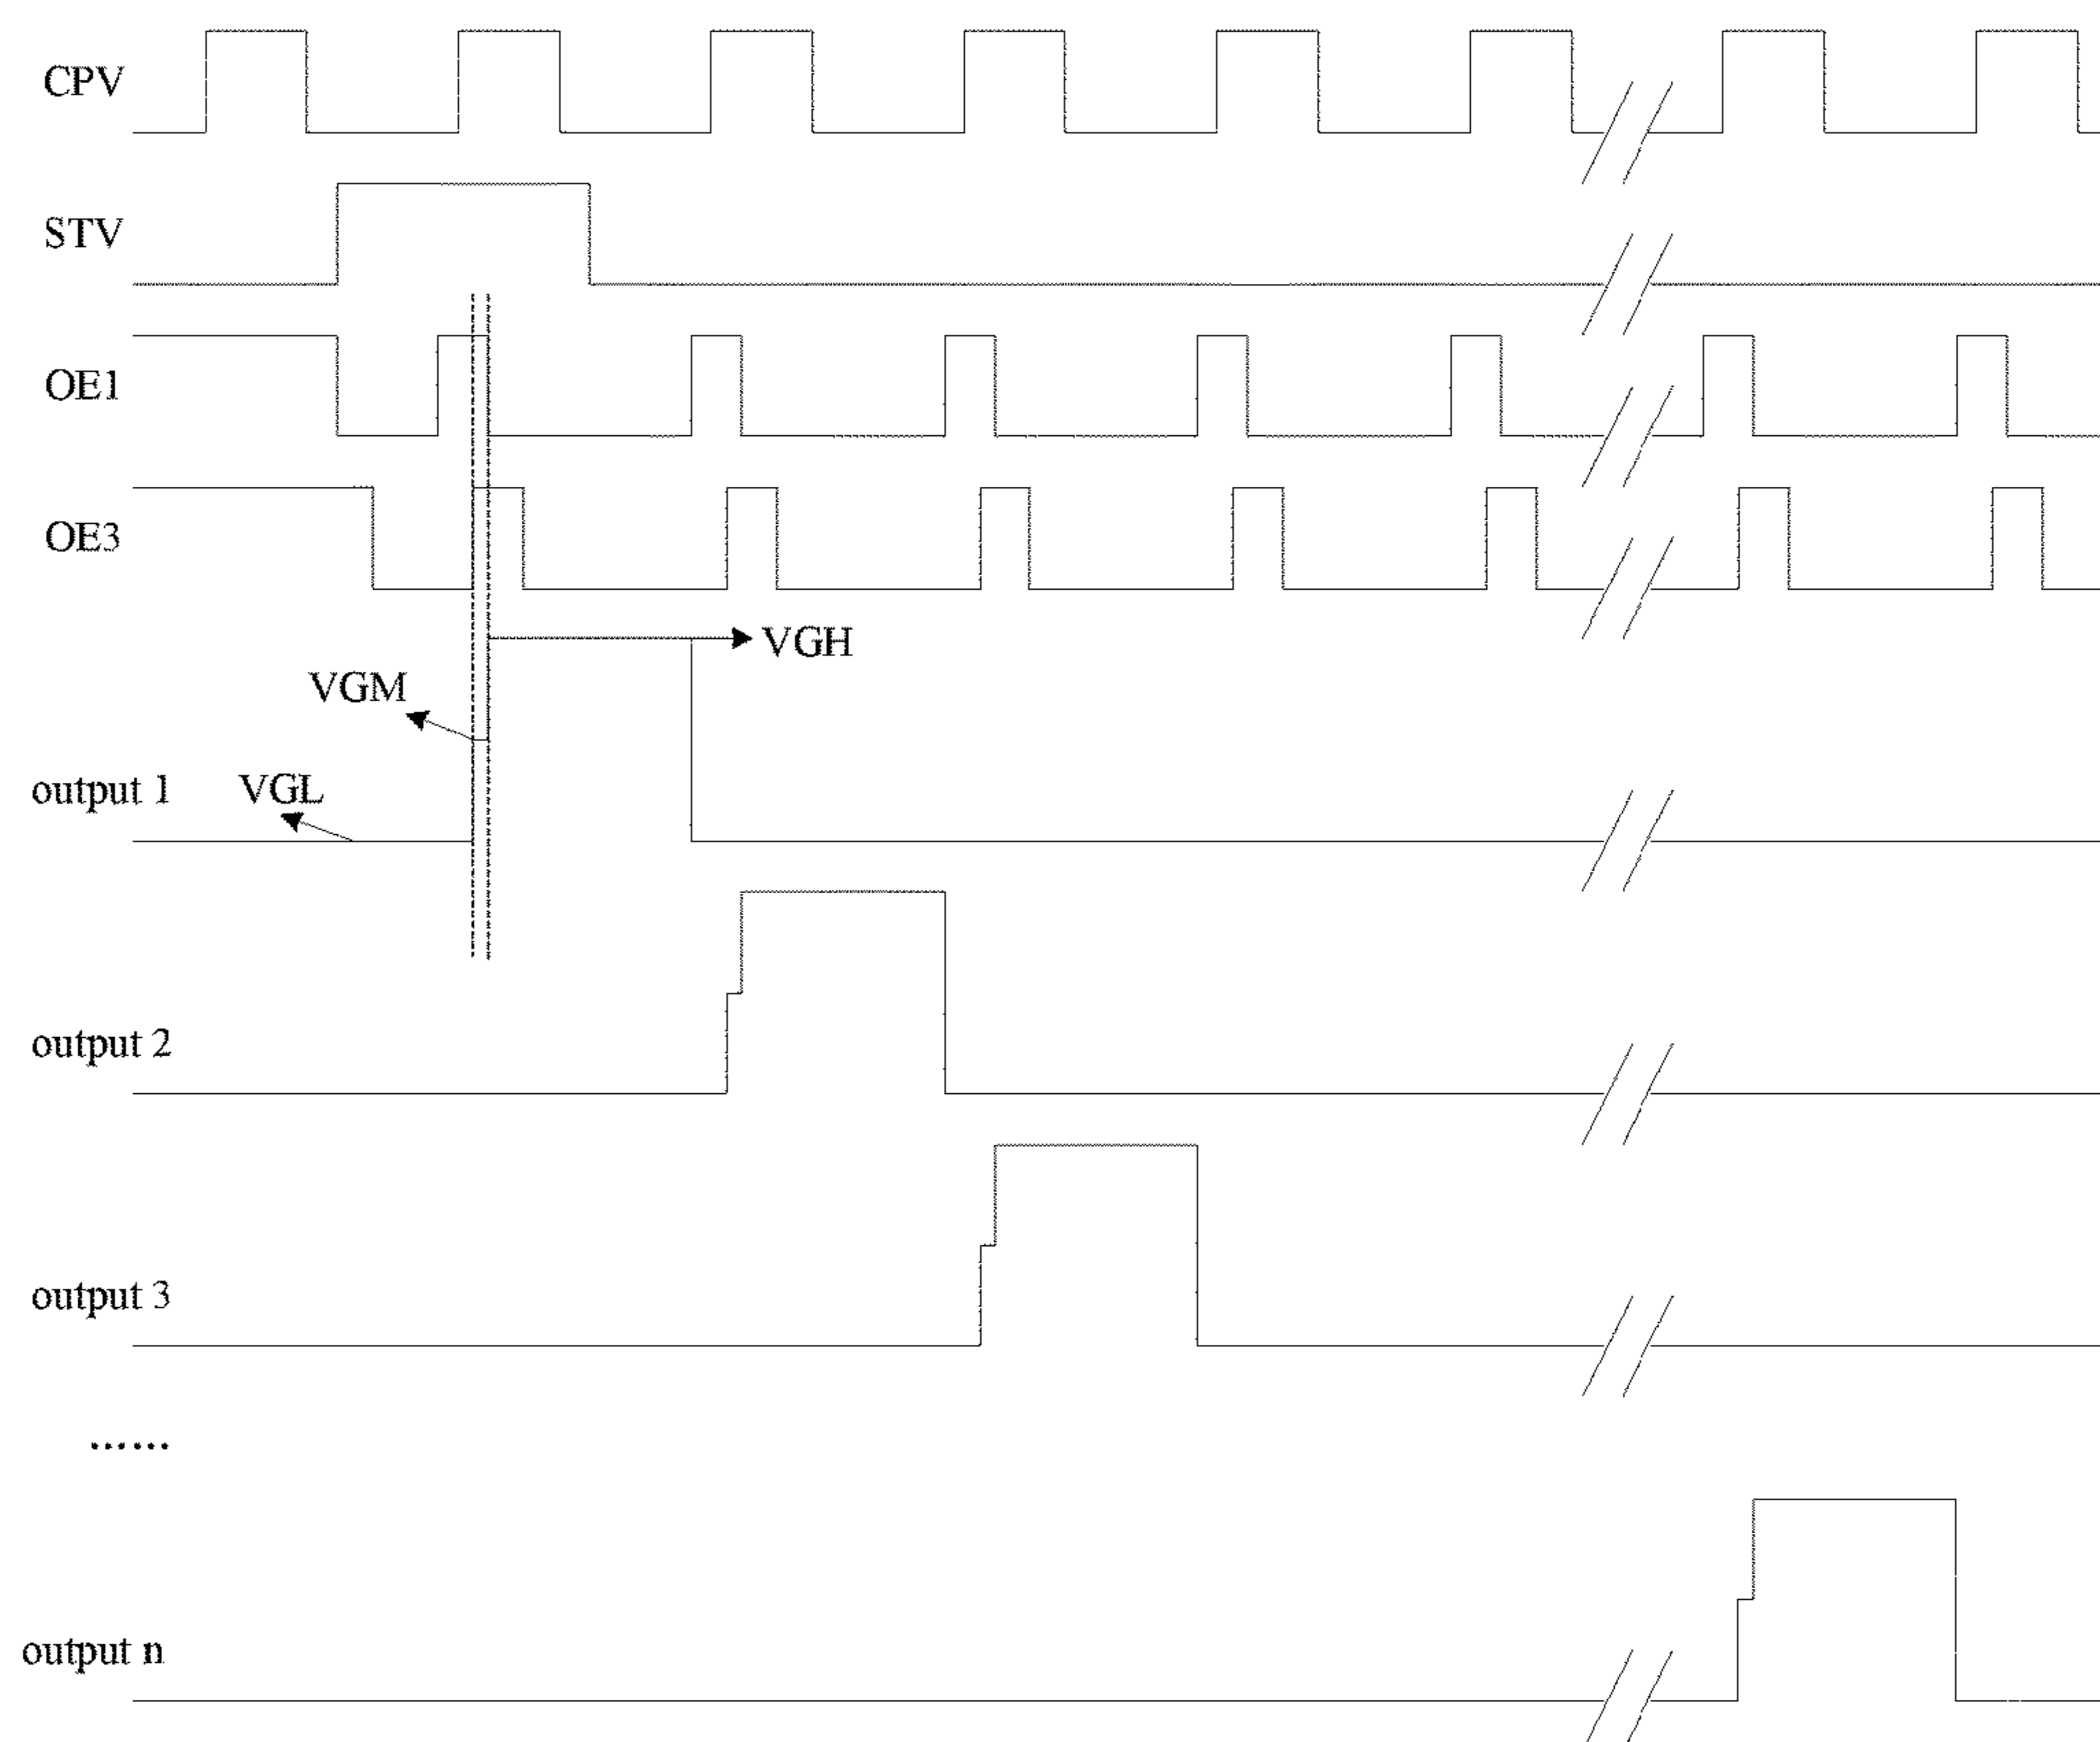 CPV
STV
OE1
OE3
VGH
VGM
output 1
VGL
output 2
output 3
......
output n